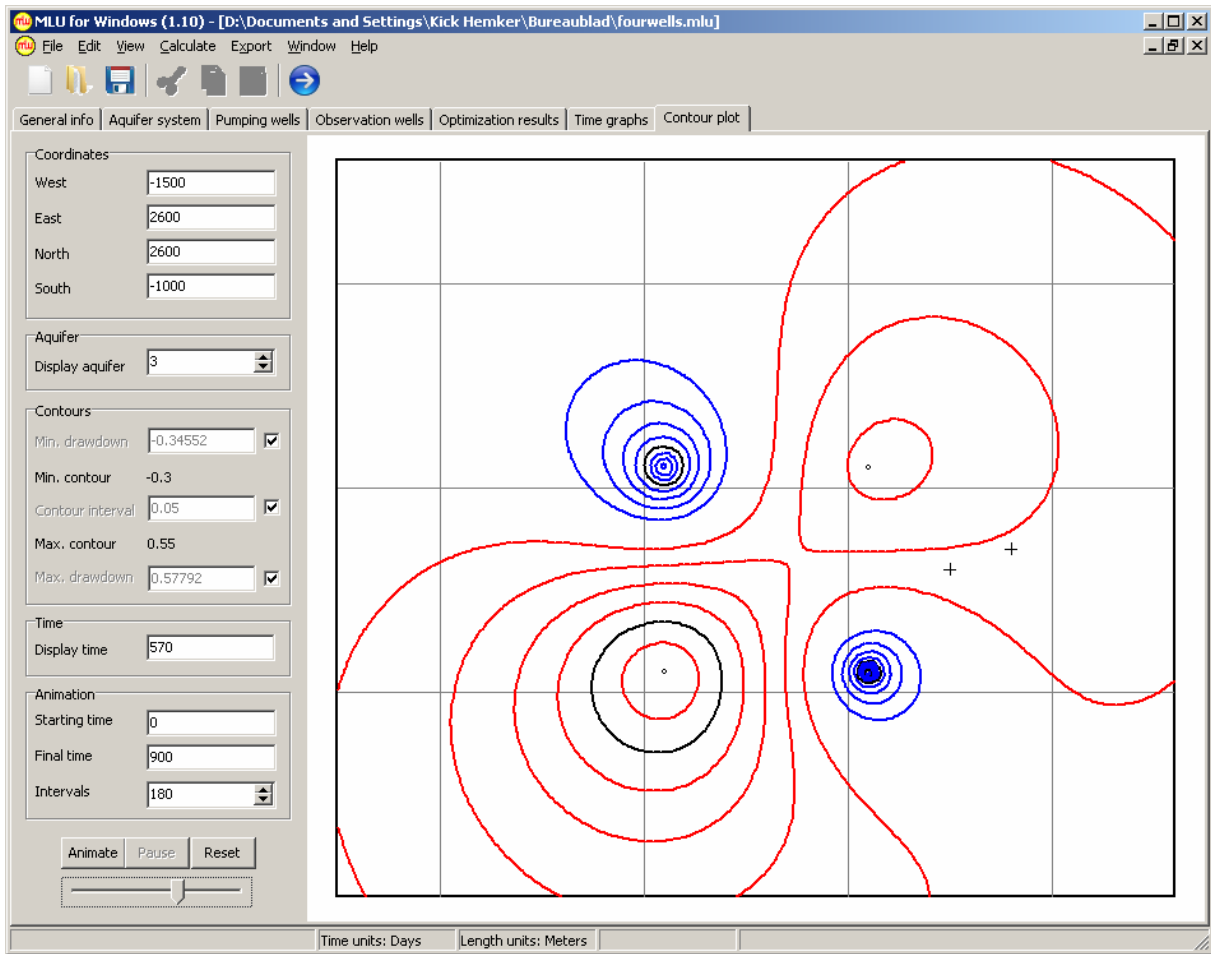 mlu MLU for Windows (1.10) - [D:\Documents and Settings\Kick Hemker\Bureaublad\fourwells.mlu]
mlu File Edit View Calculate Export Window Help
General info Aquifer system Pumping wells Observation wells Optimization results Time graphs Contour plot
Coordinates
West -1500
East 2600
North 2600
South -1000
Aquifer
Display aquifer 3
Contours
Min. drawdown -0.34552
Min. contour -0.3
Contour interval 0.05
Max. contour 0.55
Max. drawdown 0.57792
Time
Display time 570
Animation
Starting time 0
Final time 900
Intervals 180
Animate Pause Reset
Time units: Days Length units: Meters